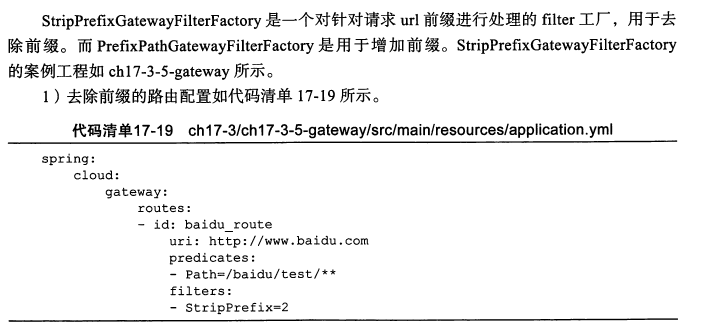 StripPrefixGatewayFilterFactory 是一个对针对请求 url 前缀进行处理的 filter 工厂，用于去
除前缀。而 PrefixPathGatewayFilterFactory 是用于增加前缀。StripPrefixGatewayFilterFactory
的案例工程如 ch17-3-5-gateway 所示。
1）去除前缀的路由配置如代码清单 17-19 所示。
代码清单17-19 ch17-3/ch17-3-5-gateway/src/main/resources/application.yml
spring:
cloud:
gateway:
routes:
- id: baidu_route
uri: http://www.baidu.com
predicates:
- Path=/baidu/test/**
filters:
- StripPrefix=2